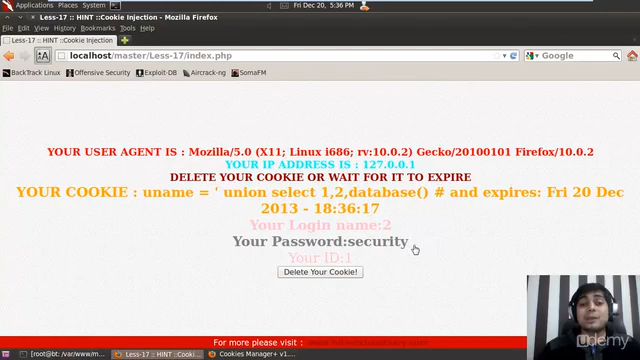 Applications Places System
Fri Dec 20, 5:36 PM
Less-17 :: HINT ::Cookie Injection - Mozilla Firefox
File Edit View History Bookmarks Tools Help
Less-17 :: HINT ::Cookie Injection
localhost/master/Less-17/index.php
Google
BackTrack Linux Offensive Security Exploit-DB Aircrack-ng SomaFM
YOUR USER AGENT IS : Mozilla/5.0 (X11; Linux i686; rv:10.0.2) Gecko/20100101 Firefox/10.0.2
YOUR IP ADDRESS IS : 127.0.0.1
DELETE YOUR COOKIE OR WAIT FOR IT TO EXPIRE
YOUR COOKIE : uname = ' union select 1,2,database() # and expires: Fri 20 Dec
2013 - 18:36:17
Your Login name:2
Your Password:security
Your ID:1
Delete Your Cookie!
For more please visit :
udemy
[root@bt: /var/www/m...
Less-17 :: HINT ::Cooki...
Cookies Manager+ v1....